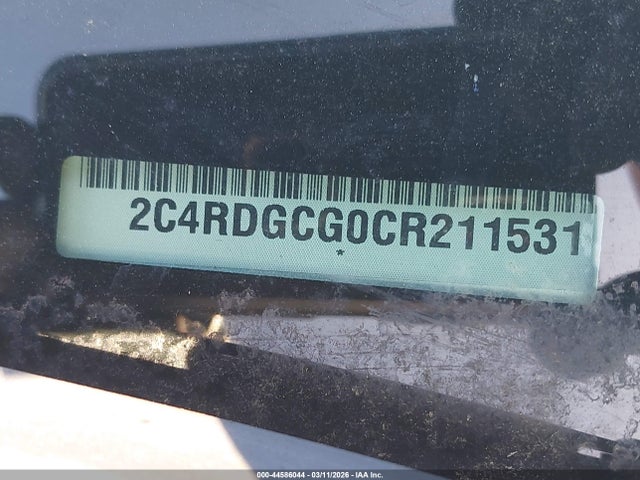 2C4RDGCG0CR211531
*
000-44586044 - 03/11/2026 - IAA Inc.